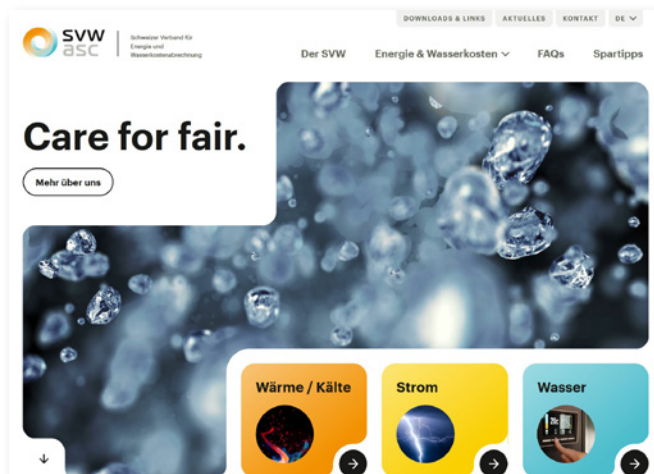 DOWNLOADS & LINKS AKTUELLES KONTAKT DE
SVW
asc
Schweizer Verband für
Energie und
Wasserkostenabrechnung
Der SVW Energie & Wasserkosten FAQs Spartipps
Care for fair.
Mehr über uns
Wärme / Kälte
Strom
Wasser